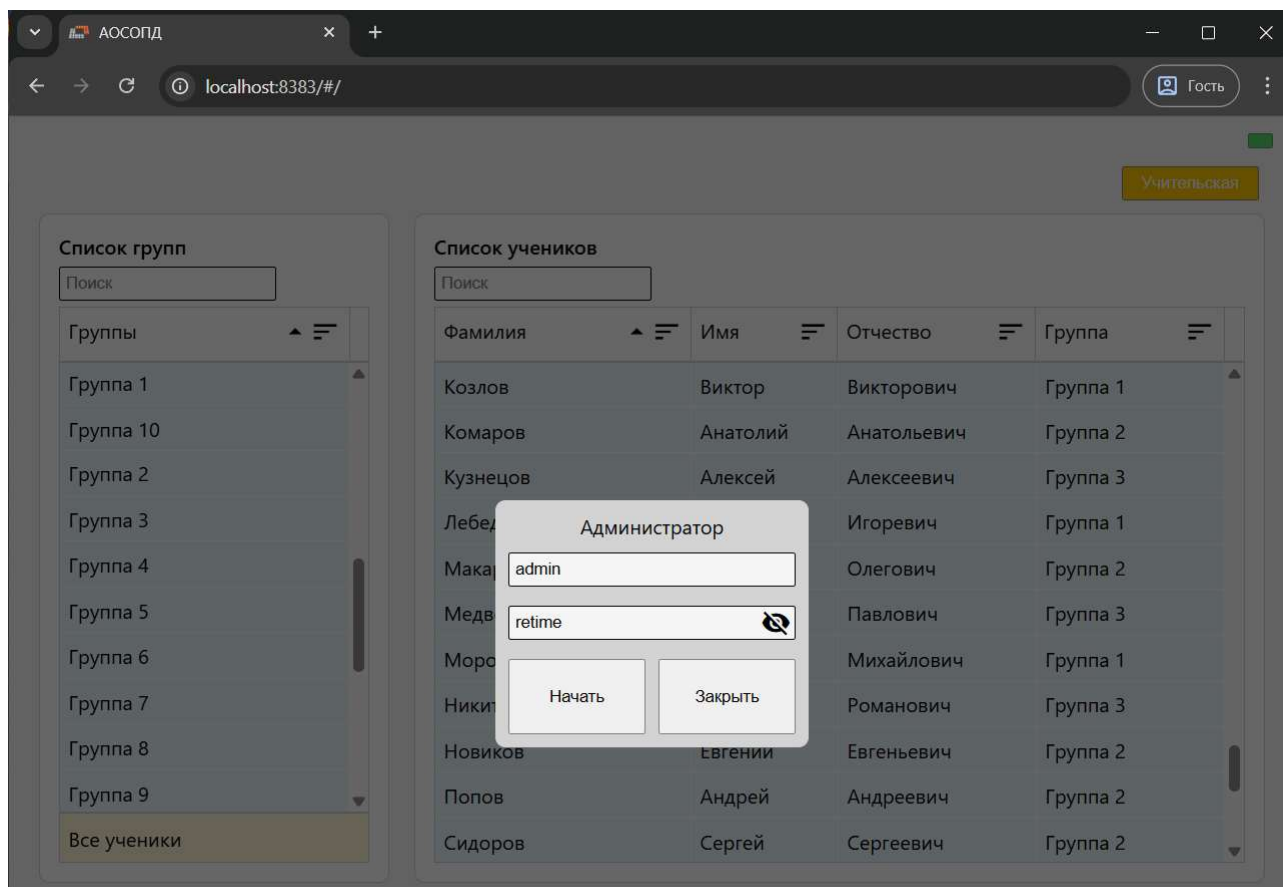 АОСОПД
localhost:8383/#/
Гость
Учительская
Список групп
Поиск
Группы
Группа 1
Группа 10
Группа 2
Группа 3
Группа 4
Группа 5
Группа 6
Группа 7
Группа 8
Группа 9
Все ученики
Список учеников
Поиск
Фамилия Имя Отчество Группа
Козлов Виктор Викторович Группа 1
Комаров Анатолий Анатольевич Группа 2
Кузнецов Алексей Алексеевич Группа 3
Игоревич Группа 1
Олегович Группа 2
Павлович Группа 3
Михайлович Группа 1
Романович Группа 3
Новиков Евгений Евгеньевич Группа 2
Попов Андрей Андреевич Группа 2
Сидоров Сергей Сергеевич Группа 2
Администратор
admin
retime
Начать Закрыть